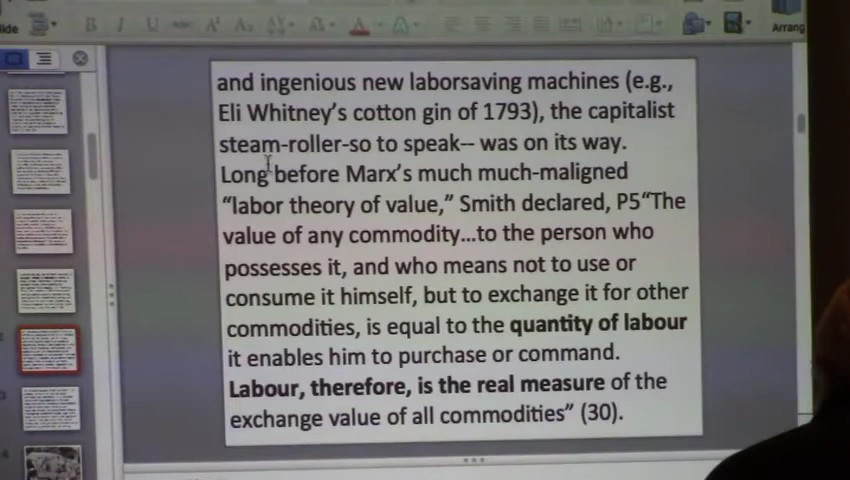 Arrang
and ingenious new laborsaving machines (e.g.,
Eli Whitney's cotton gin of 1793), the capitalist
steam-roller-so to speak-- was on its way.
Long before Marx's much much-maligned
"labor theory of value," Smith declared, P5"The
value of any commodity...to the person who
possesses it, and who means not to use or
consume it himself, but to exchange it for other
commodities, is equal to the quantity of labour
it enables him to purchase or command.
Labour, therefore, is the real measure of the
exchange value of all commodities" (30).